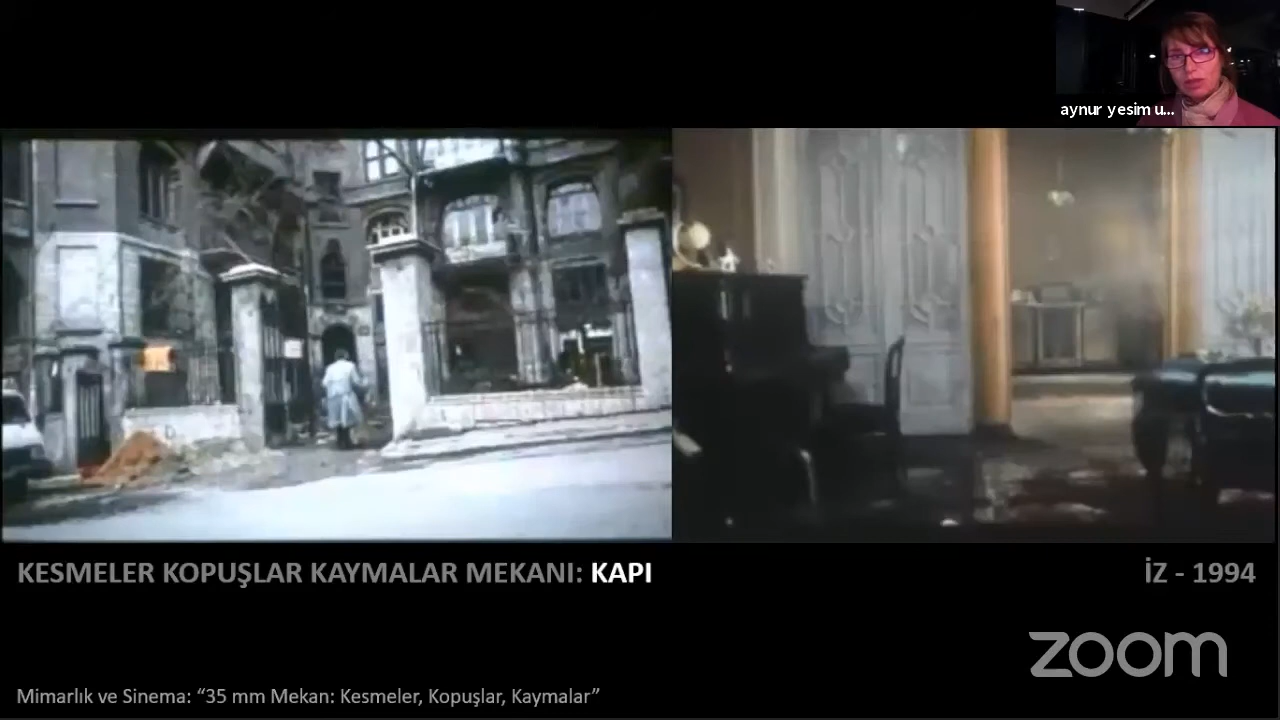 aynur yesim u...
KESMELER KOPUŞLAR KAYMALAR MEKANI: KAPI
İZ - 1994
zoom
Mimarlık ve Sinema: “35 mm Mekan: Kesmeler, Kopuşlar, Kaymalar”